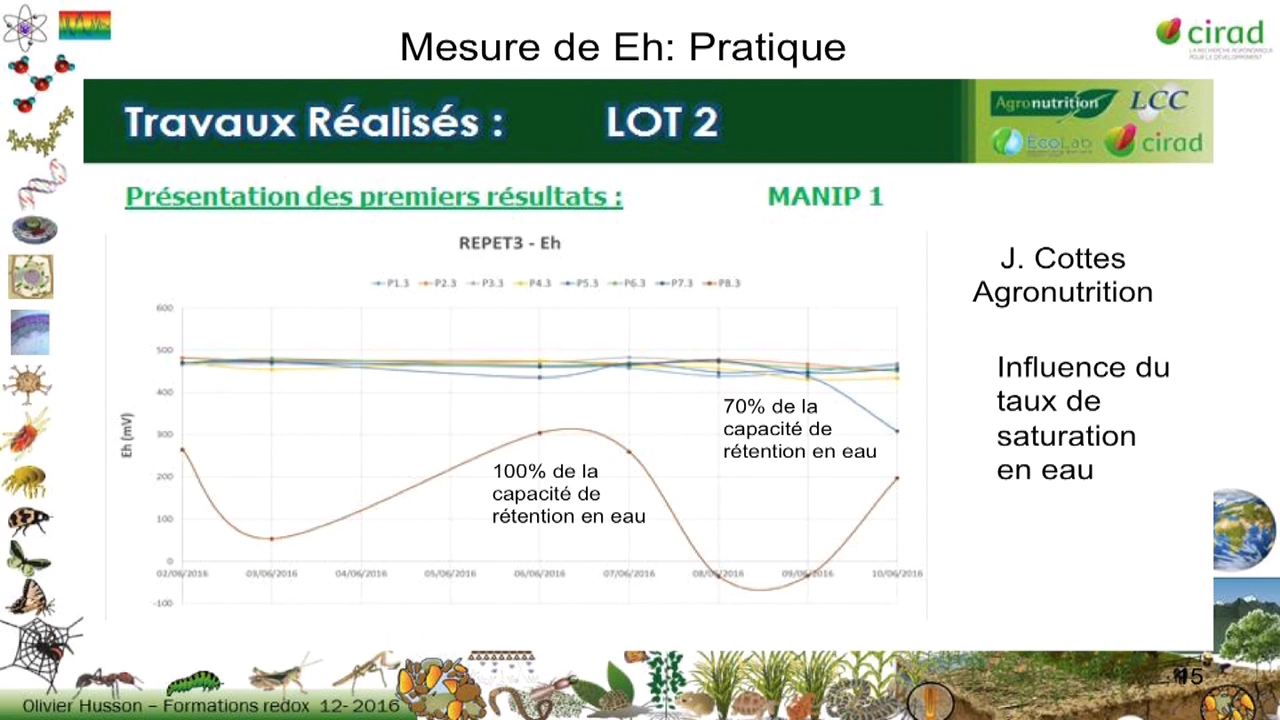 Mesure de Eh: Pratique
cirad
LA RECHERCHE AGRONOMIQUE
POUR LE DÉVELOPPEMENT
Travaux Réalisés : LOT 2
Agronutrition LCC
EcoLab cirad
Présentation des premiers résultats : MANIP 1
REPET3 - Eh
P1.3 P2.3 P3.3 P4.3 P5.3 P6.3 P7.3 P8.3
J. Cottes
Agronutrition
Influence du
taux de
saturation
en eau
Eh (mV)
600
500
400
300
200
100
0
-100
70% de la
capacité de
rétention en eau
100% de la
capacité de
rétention en eau
02/06/2016 03/06/2016 04/06/2016 05/06/2016 06/06/2016 07/06/2016 08/06/2016 09/06/2016 10/06/2016
Olivier Husson – Formations redox 12- 2016